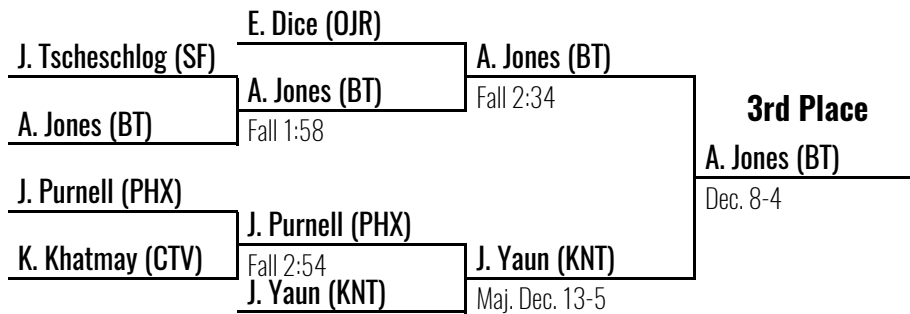 E. Dice (OJR)
J. Tscheschlog (SF)
A. Jones (BT)
A. Jones (BT)
Fall 2:34
3rd Place
A. Jones (BT)
Fall 1:58
A. Jones (BT)
Dec. 8-4
J. Purnell (PHX)
J. Purnell (PHX)
K. Khatmay (CTV)
Fall 2:54
J. Yaun (KNT)
J. Yaun (KNT)
Maj. Dec. 13-5